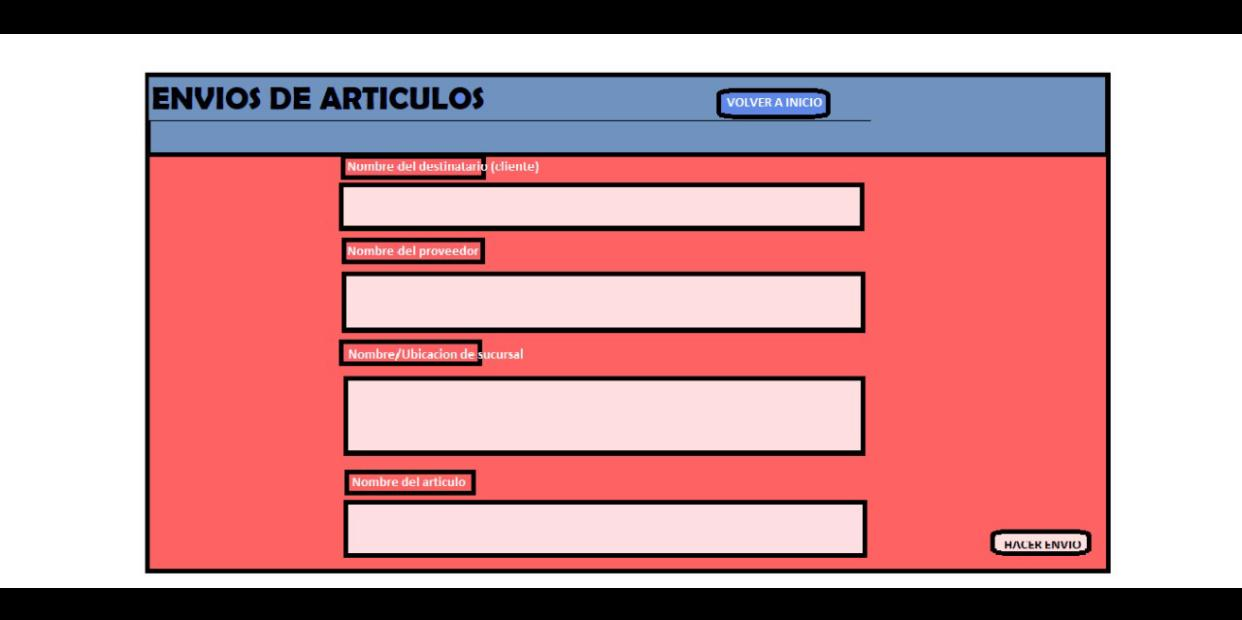 ENVIOS DE ARTICULOS
VOLVER A INICIO
Nombre del destinatario (cliente)
Nombre del proveedor
Nombre/Ubicacion de sucursal
Nombre del articulo
HACER ENVIO